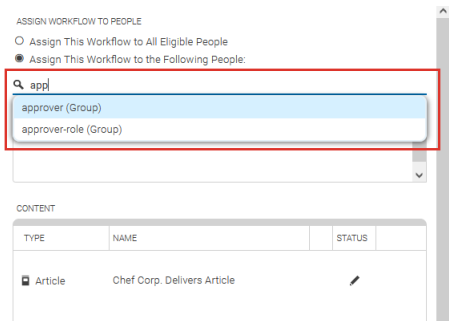 ASSIGN WORKFLOW TO PEOPLE
Assign This Workflow to All Eligible People
Assign This Workflow to the Following People:
app
approver (Group)
approver-role (Group)
CONTENT
TYPE NAME STATUS
Article Chef Corp. Delivers Article